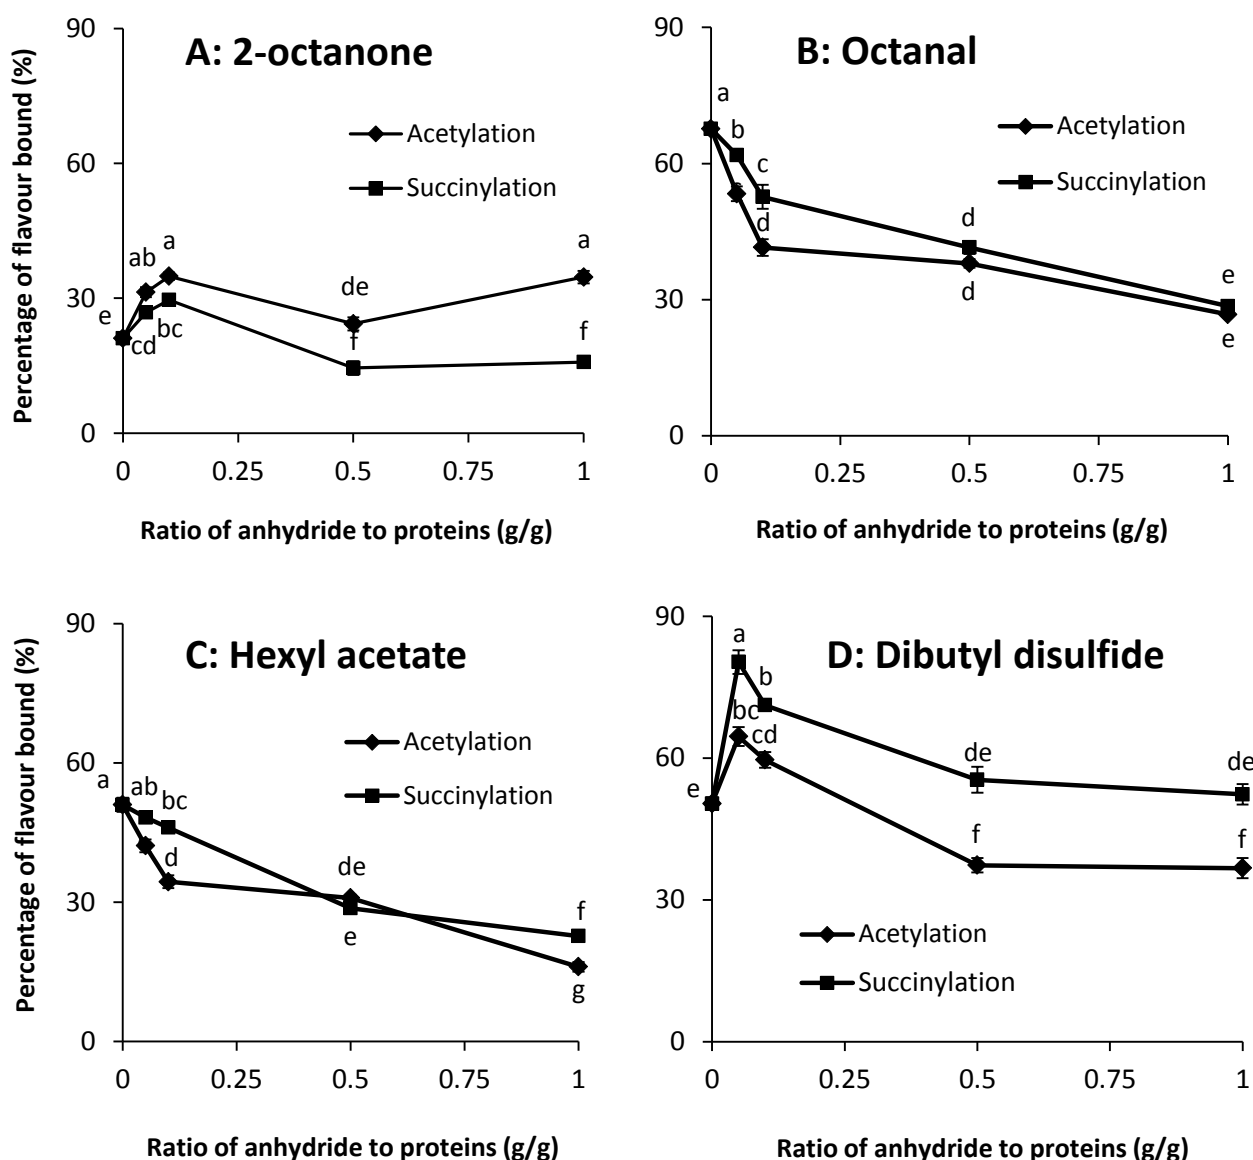 A: 2-octanone
Percentage of flavour bound (%)
90
60
30
0
Acetylation
Succinylation
e
ab
a
cd
bc
de
f
a
f
0
0.25
0.5
0.75
1
Ratio of anhydride to proteins (g/g)
B: Octanal
90
60
30
0
Acetylation
Succinylation
a
b
c
c
d
d
d
e
e
0
0.25
0.5
0.75
1
Ratio of anhydride to proteins (g/g)
C: Hexyl acetate
Percentage of flavour bound (%)
90
60
30
0
Acetylation
Succinylation
a
ab
bc
d
de
e
f
g
0
0.25
0.5
0.75
1
Ratio of anhydride to proteins (g/g)
D: Dibutyl disulfide
90
60
30
0
a
b
bc
cd
e
de
de
f
f
Acetylation
Succinylation
0
0.25
0.5
0.75
1
Ratio of anhydride to proteins (g/g)